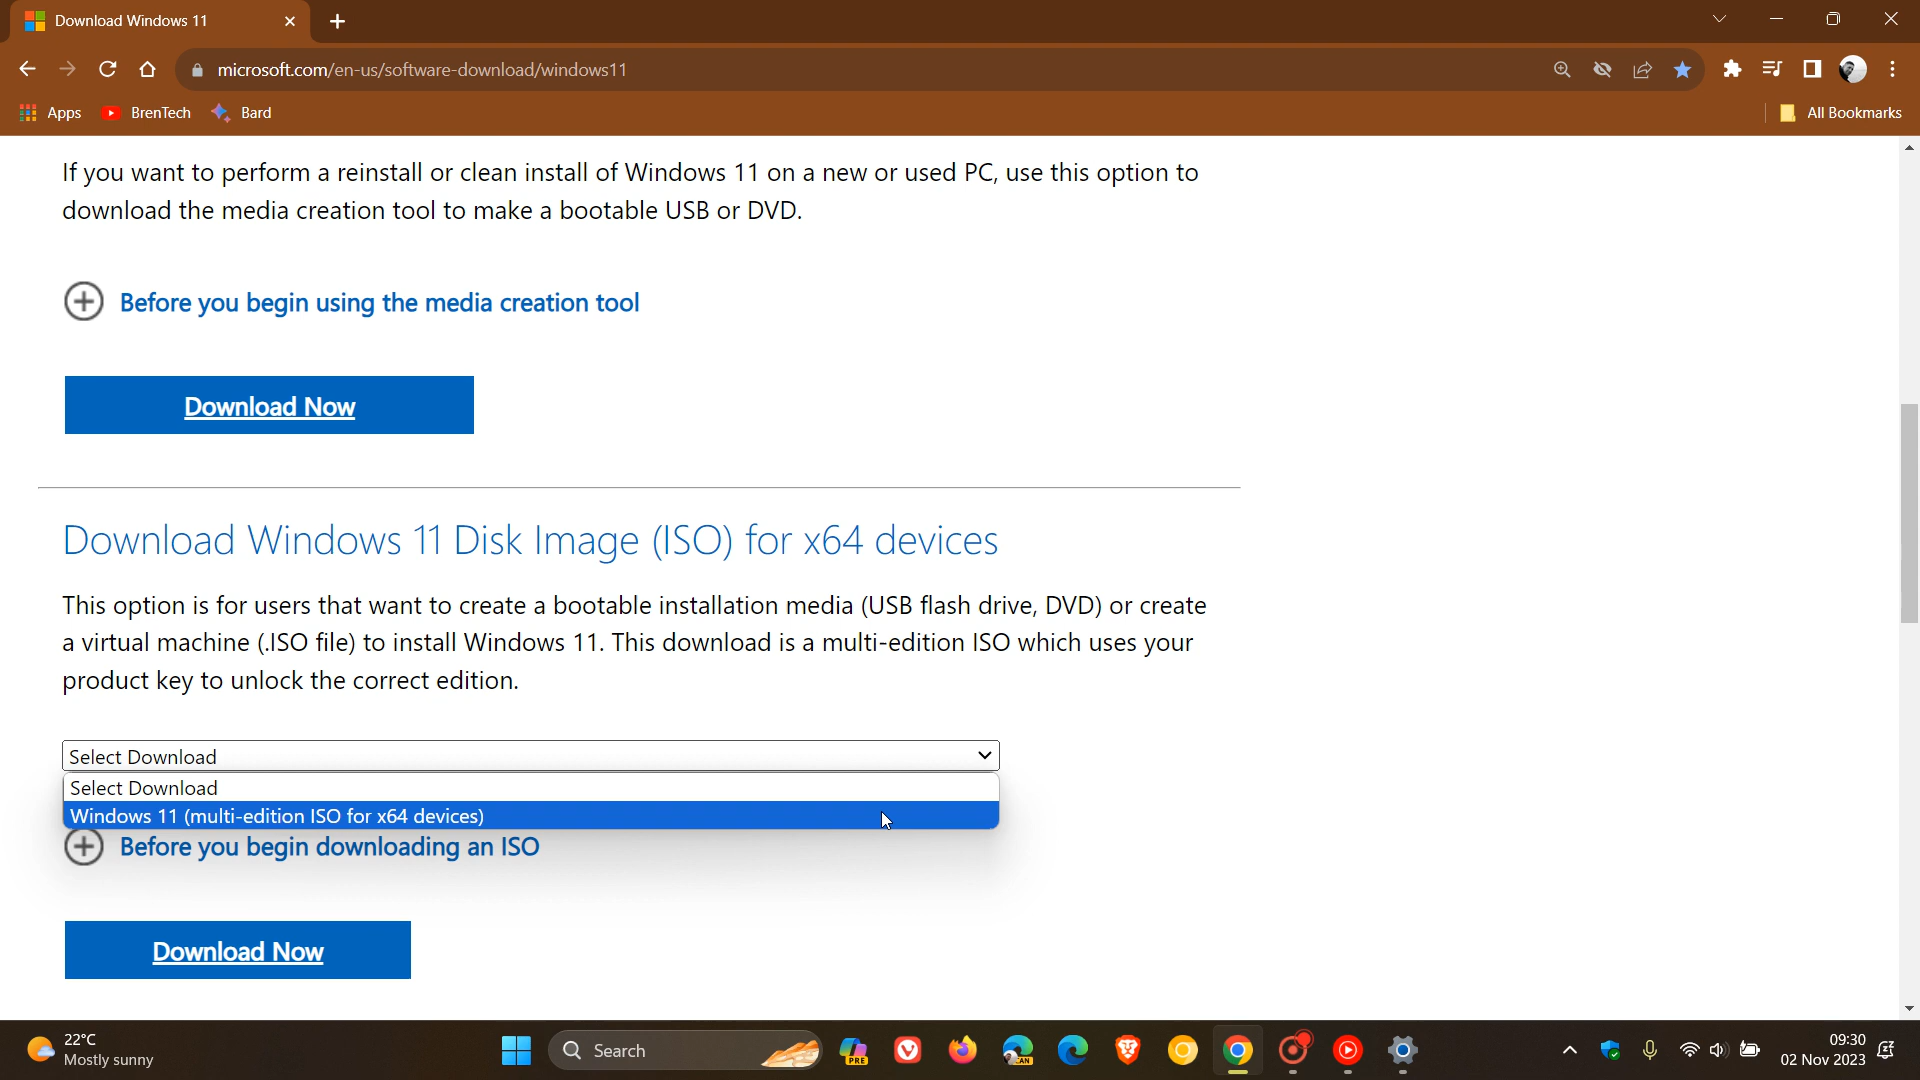 Download Windows 11
microsoft.com/en-us/software-download/windows11
Apps
BrenTech
Bard
All Bookmarks
If you want to perform a reinstall or clean install of Windows 11 on a new or used PC, use this option to
download the media creation tool to make a bootable USB or DVD.
Before you begin using the media creation tool
Download Now
Download Windows 11 Disk Image (ISO) for x64 devices
This option is for users that want to create a bootable installation media (USB flash drive, DVD) or create
a virtual machine (.ISO file) to install Windows 11. This download is a multi-edition ISO which uses your
product key to unlock the correct edition.
Select Download
Select Download
Windows 11 (multi-edition ISO for x64 devices)
Before you begin downloading an ISO
Download Now
22°C
Mostly sunny
Search
PRE
CAN
09:30
02 Nov 2023